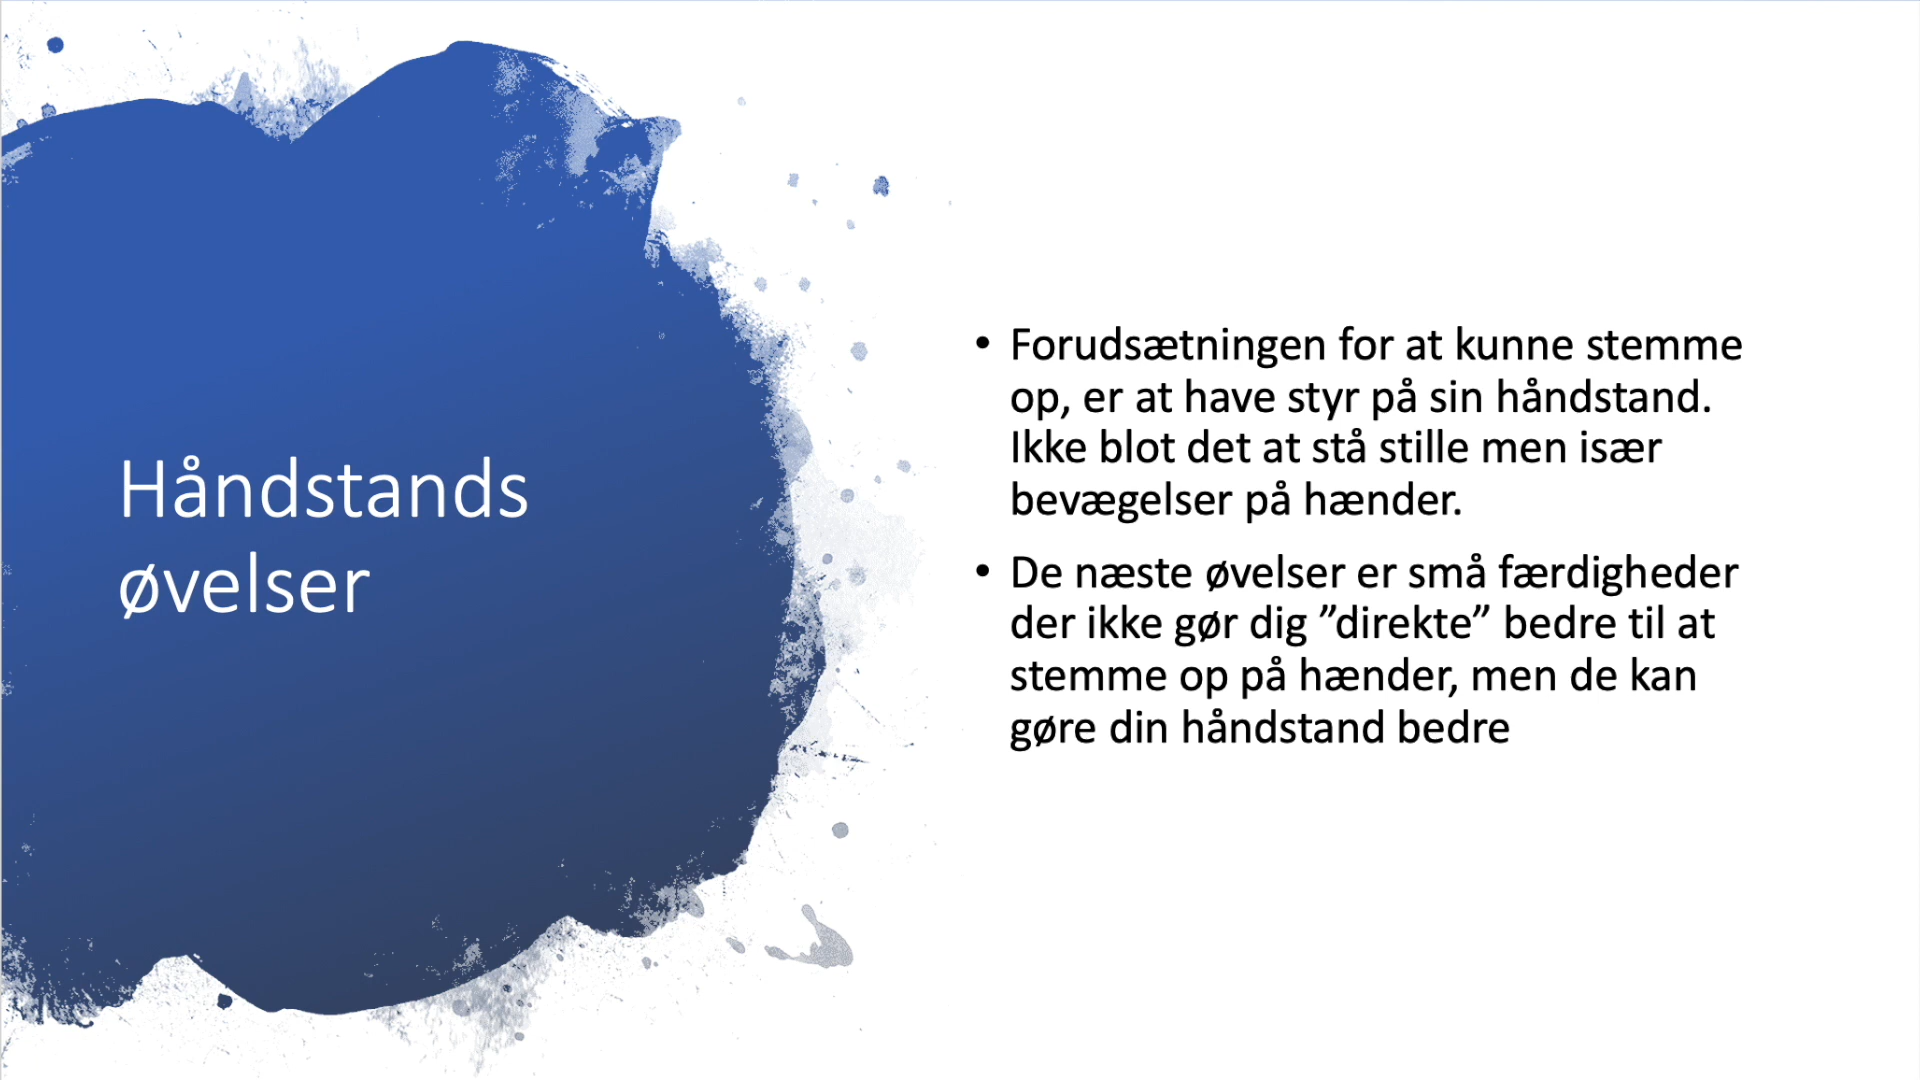 Håndstands
øvelser
• Forudsætningen for at kunne stemme
op, er at have styr på sin håndstand.
Ikke blot det at stå stille men især
bevægelser på hænder.
• De næste øvelser er små færdigheder
der ikke gør dig ”direkte” bedre til at
stemme op på hænder, men de kan
gøre din håndstand bedre